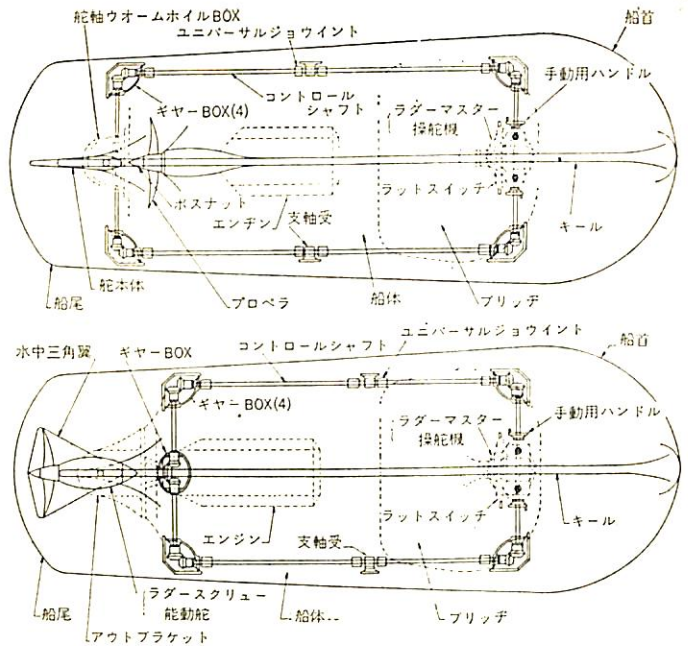 舵軸ウオームホイルBOX
ユニバーサルジョウイント
船首
手動用ハンドル
コントロール
シャフト
ギヤーBOX(4)
ラダーマスター
操舵機
ボスナット
エンヂン
支軸受
ラットスイッチ
キール
舵本体
船尾
プロペラ
船体
ブリッヂ
水中三角翼
ギヤーBOX
コントロールシャフト
ユニバーサルジョウイント
船首
ギヤーBOX(4)
ラダーマスター
操舵機
手動用ハンドル
エンジン
支軸受
ラットスイッチ
キール
船尾
ラダースクリュー
能動舵
アウトブラケット
船体
ブリッヂ